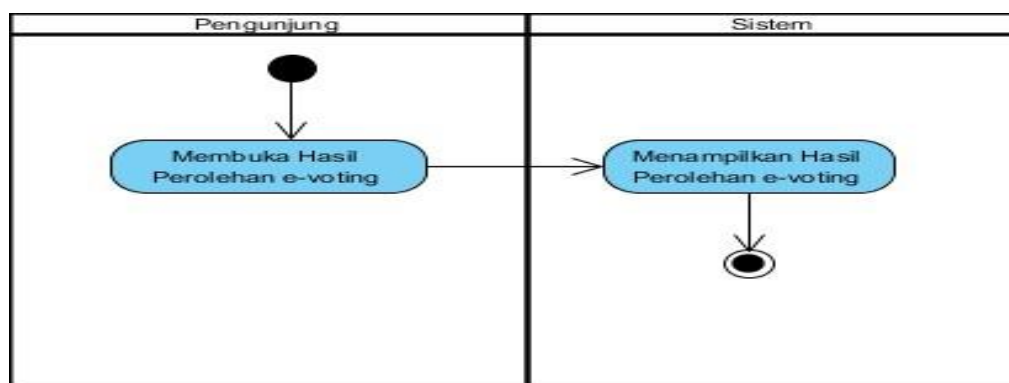 Pengunjung
Sistem
Membuka Hasil
Perolehan e-voting
Menampilkan Hasil
Perolehan e-voting